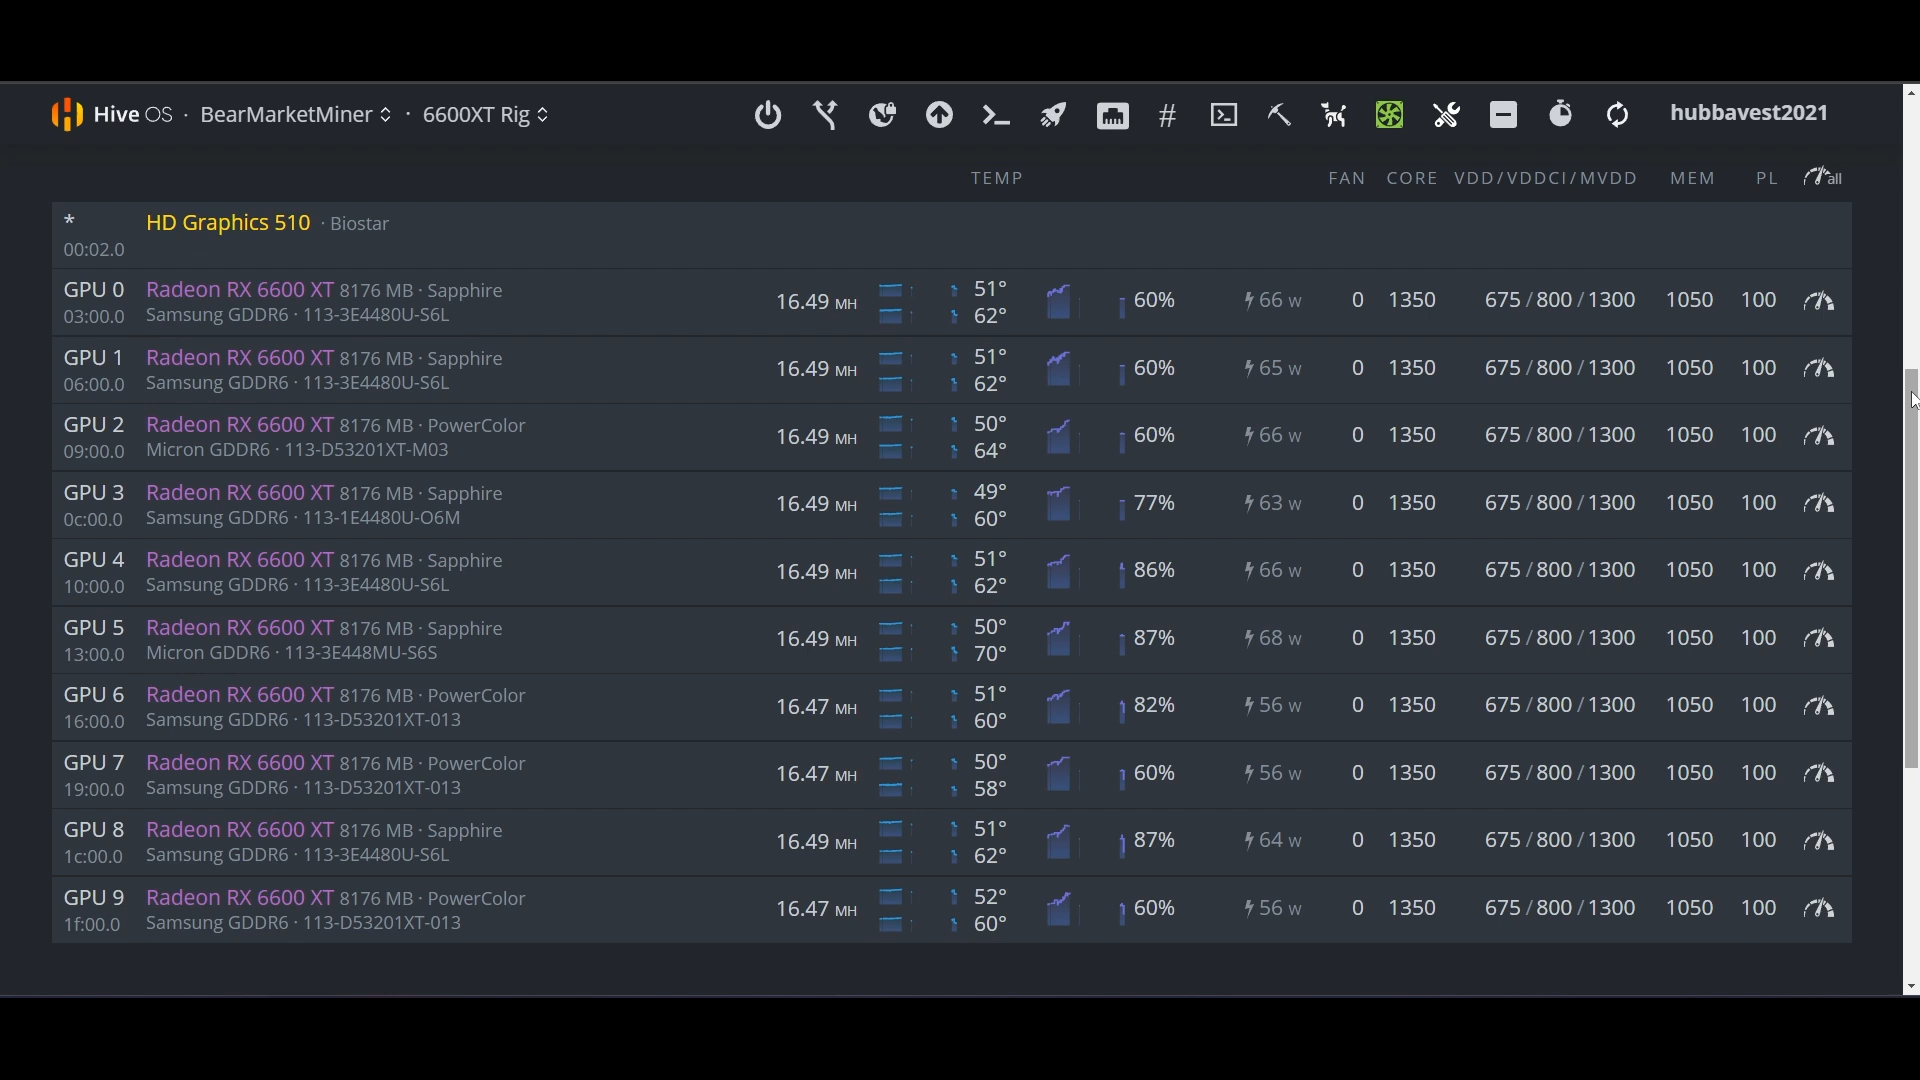 Hive OS · BearMarketMiner · 6600XT Rig # hubbavest2021
TEMP FAN CORE VDD/VDDCI/MVDD MEM PL all
* HD Graphics 510 · Biostar
00:02.0
GPU 0 Radeon RX 6600 XT 8176 MB · Sapphire 16.49 MH 51° 60% 66 W 0 1350 675 / 800 / 1300 1050 100
03:00.0 Samsung GDDR6 · 113-3E4480U-S6L 62°
GPU 1 Radeon RX 6600 XT 8176 MB · Sapphire 16.49 MH 51° 60% 65 W 0 1350 675 / 800 / 1300 1050 100
06:00.0 Samsung GDDR6 · 113-3E4480U-S6L 62°
GPU 2 Radeon RX 6600 XT 8176 MB · PowerColor 16.49 MH 50° 60% 66 W 0 1350 675 / 800 / 1300 1050 100
09:00.0 Micron GDDR6 · 113-D53201XT-M03 64°
GPU 3 Radeon RX 6600 XT 8176 MB · Sapphire 16.49 MH 49° 77% 63 W 0 1350 675 / 800 / 1300 1050 100
0c:00.0 Samsung GDDR6 · 113-1E4480U-O6M 60°
GPU 4 Radeon RX 6600 XT 8176 MB · Sapphire 16.49 MH 51° 86% 66 W 0 1350 675 / 800 / 1300 1050 100
10:00.0 Samsung GDDR6 · 113-3E4480U-S6L 62°
GPU 5 Radeon RX 6600 XT 8176 MB · Sapphire 16.49 MH 50° 87% 68 W 0 1350 675 / 800 / 1300 1050 100
13:00.0 Micron GDDR6 · 113-3E448MU-S6S 70°
GPU 6 Radeon RX 6600 XT 8176 MB · PowerColor 16.47 MH 51° 82% 56 W 0 1350 675 / 800 / 1300 1050 100
16:00.0 Samsung GDDR6 · 113-D53201XT-013 60°
GPU 7 Radeon RX 6600 XT 8176 MB · PowerColor 16.47 MH 50° 60% 56 W 0 1350 675 / 800 / 1300 1050 100
19:00.0 Samsung GDDR6 · 113-D53201XT-013 58°
GPU 8 Radeon RX 6600 XT 8176 MB · Sapphire 16.49 MH 51° 87% 64 W 0 1350 675 / 800 / 1300 1050 100
1c:00.0 Samsung GDDR6 · 113-3E4480U-S6L 62°
GPU 9 Radeon RX 6600 XT 8176 MB · PowerColor 16.47 MH 52° 60% 56 W 0 1350 675 / 800 / 1300 1050 100
1f:00.0 Samsung GDDR6 · 113-D53201XT-013 60°